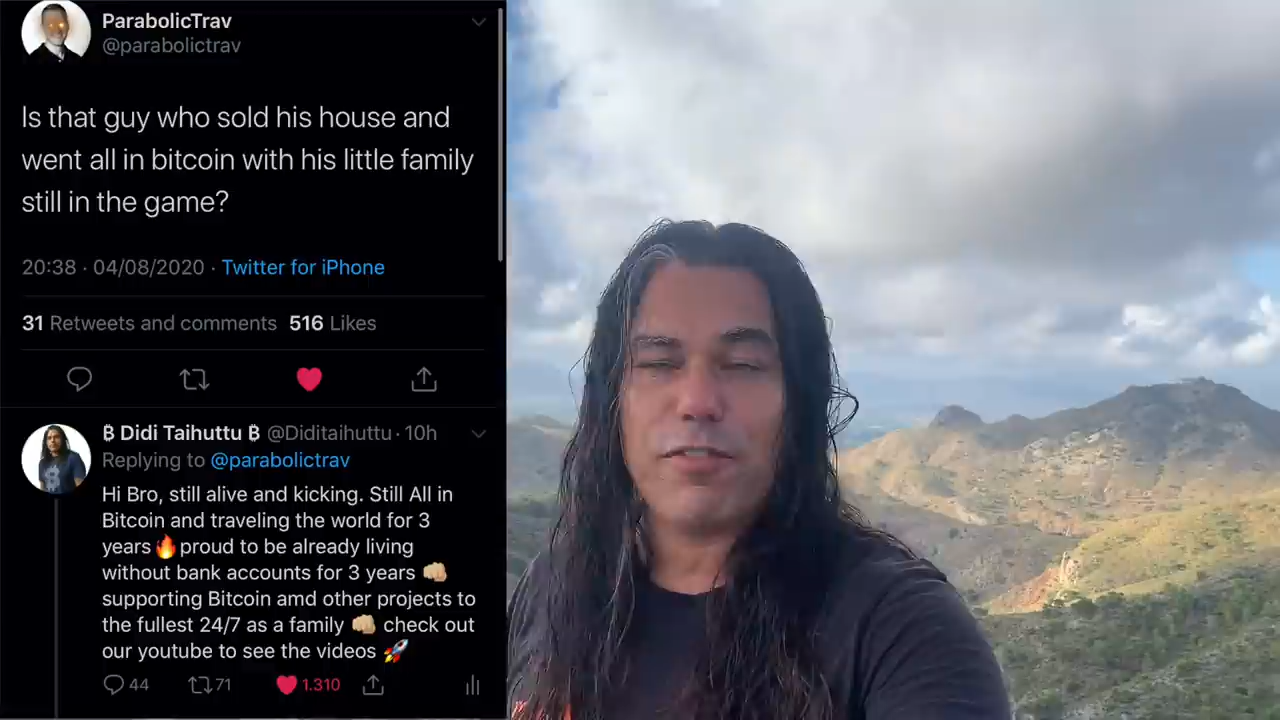 ParabolicTrav
@parabolictrav
Is that guy who sold his house and
went all in bitcoin with his little family
still in the game?
20:38 · 04/08/2020 · Twitter for iPhone
31 Retweets and comments 516 Likes
₿ Didi Taihuttu ₿ @Diditaihuttu · 10h
Replying to @parabolictrav
Hi Bro, still alive and kicking. Still All in
Bitcoin and traveling the world for 3
years🔥proud to be already living
without bank accounts for 3 years 👊🏼
supporting Bitcoin amd other projects to
the fullest 24/7 as a family 👊🏼 check out
our youtube to see the videos 🚀
44 71 1.310